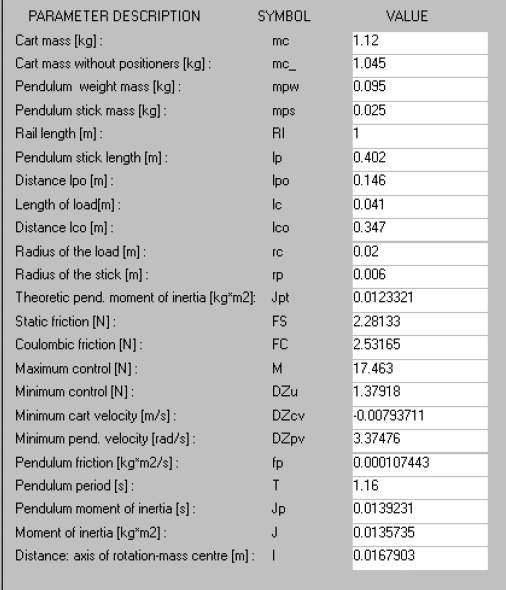 PARAMETER DESCRIPTION SYMBOL VALUE
Cart mass [kg] : mc 1.12
Cart mass without positioners [kg] : mc_ 1.045
Pendulum weight mass [kg] : mpw 0.095
Pendulum stick mass [kg] : mps 0.025
Rail length [m] : Rl 1
Pendulum stick length [m] : lp 0.402
Distance lpo [m] : lpo 0.146
Length of load[m] : lc 0.041
Distance lco [m] : lco 0.347
Radius of the load [m] : rc 0.02
Radius of the stick [m] : rp 0.006
Theoretic pend. moment of inertia [kg*m2]: Jpt 0.0123321
Static friction [N] : FS 2.28133
Coulombic friction [N] : FC 2.53165
Maximum control [N] : M 17.463
Minimum control [N] : DZu 1.37918
Minimum cart velocity [m/s] : DZcv -0.00793711
Minimum pend. velocity [rad/s] : DZpv 3.37476
Pendulum friction [kg*m2/s] : fp 0.000107443
Pendulum period [s] : T 1.16
Pendulum moment of inertia [s] : Jp 0.0139231
Moment of inertia [kg*m2] : J 0.0135735
Distance: axis of rotation-mass centre [m] : l 0.0167903